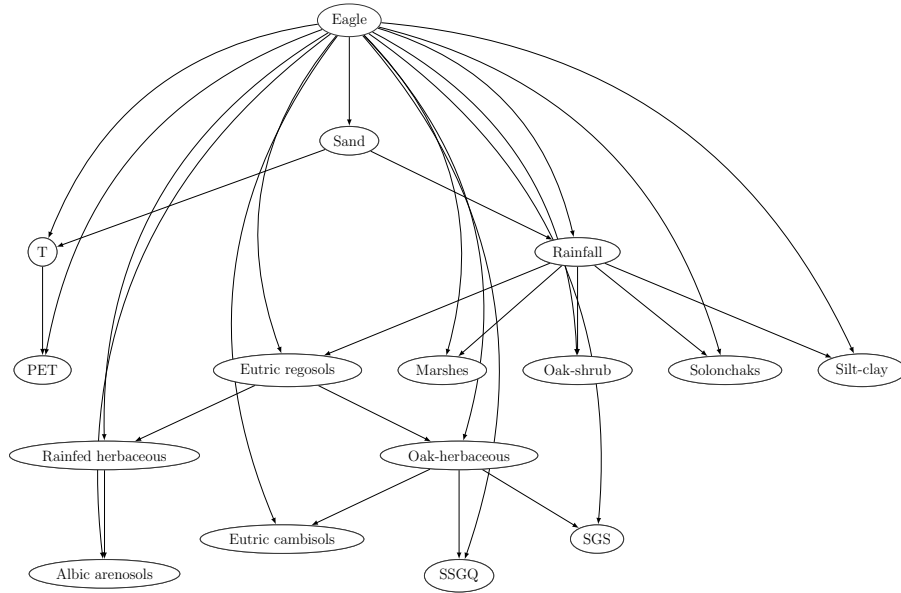 Eagle
Sand
T
Rainfall
PET
Eutric regosols
Marshes
Oak-shrub
Solonchaks
Silt-clay
Rainfed herbaceous
Oak-herbaceous
Eutric cambisols
SGS
Albic arenosols
SSGQ